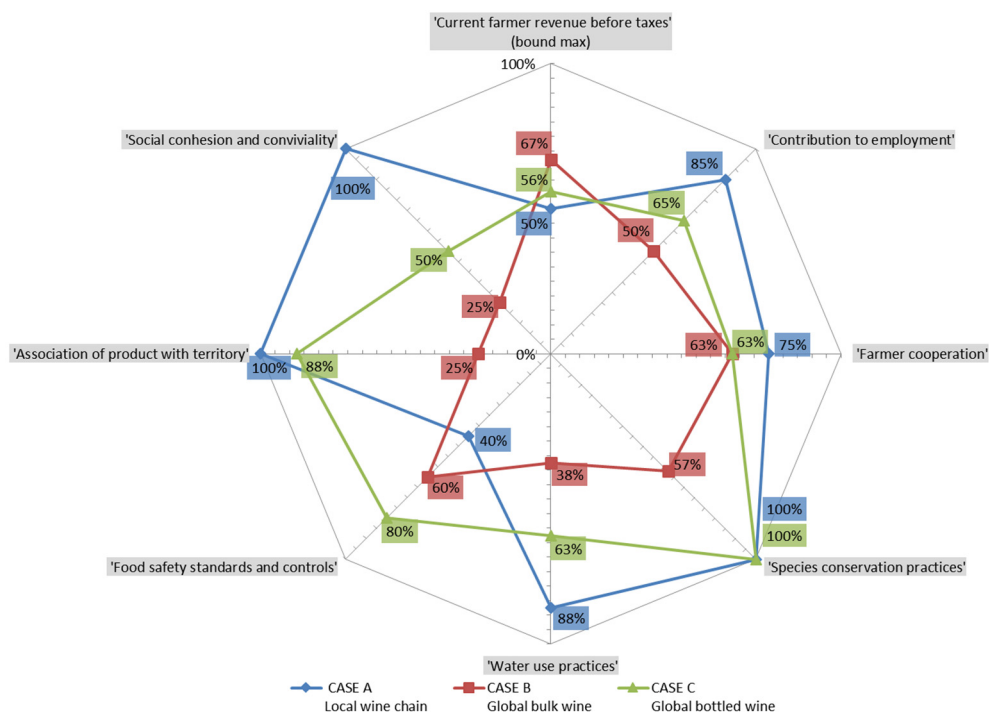 'Current farmer revenue before taxes'
(bound max)
100%
'Social conhesion and conviviality'
'Contribution to employment'
67%
85%
56%
100%
65%
50%
50%
50%
25%
63%
63%
75%
'Association of product with territory'
0%
'Farmer cooperation'
100%
88%
25%
40%
57%
38%
60%
100%
80%
63%
100%
'Food safety standards and controls'
'Species conservation practices'
88%
'Water use practices'
CASE A
Local wine chain
CASE B
Global bulk wine
CASE C
Global bottled wine